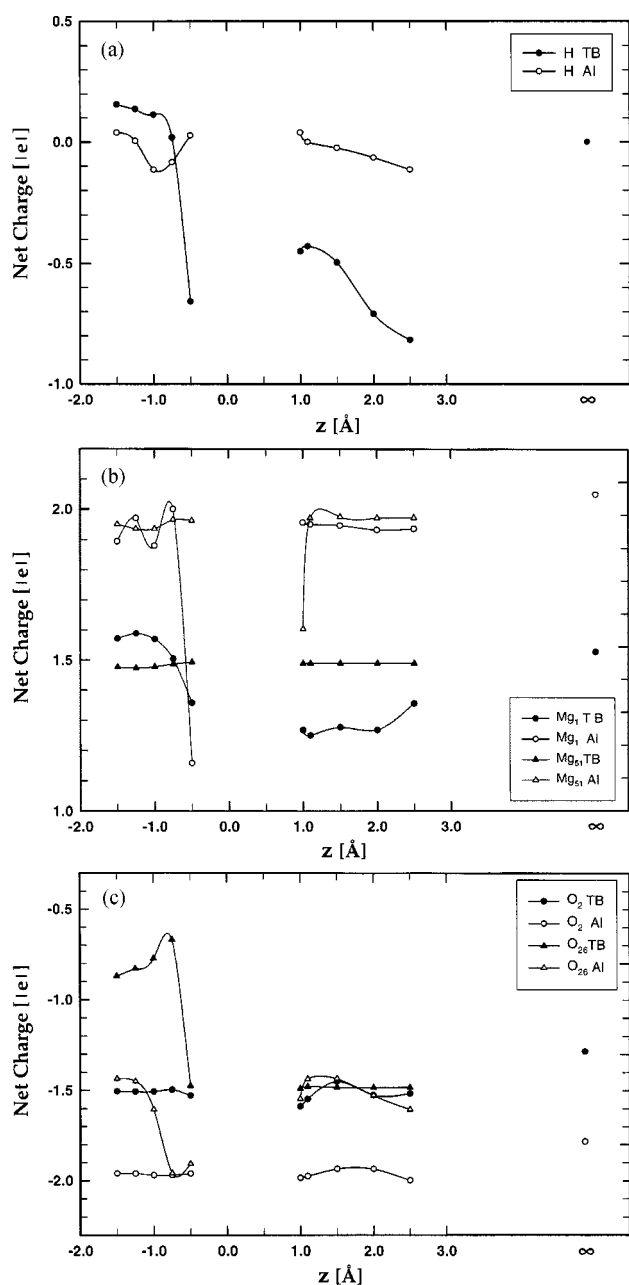 (a)
H TB
H AI
0.5
0.0
-0.5
-1.0
Net Charge [|e|]
-2.0 -1.0 0.0 1.0 2.0 3.0 ∞
z [Å]
(b)
2.0
1.5
1.0
Net Charge [|e|]
Mg1 TB
Mg1 AI
Mg51TB
Mg51 AI
-2.0 -1.0 0.0 1.0 2.0 3.0 ∞
z [Å]
(c)
O2 TB
O2 AI
O26TB
O26AI
-0.5
-1.0
-1.5
-2.0
Net Charge [|e|]
-2.0 -1.0 0.0 1.0 2.0 3.0 ∞
z [Å]